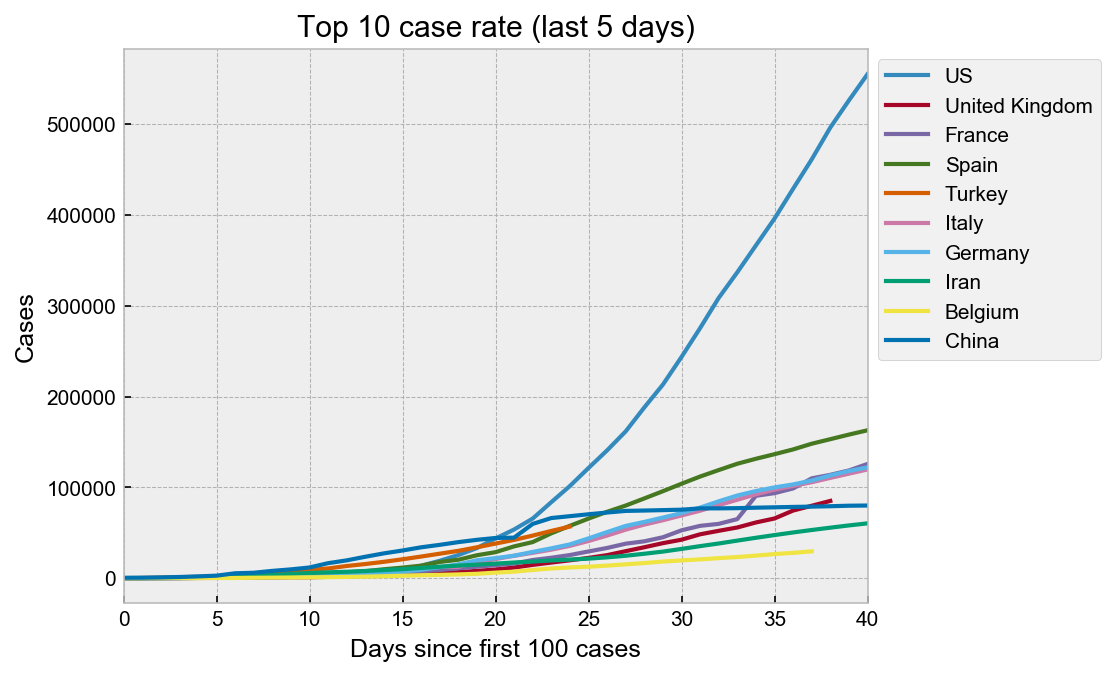 Top 10 case rate (last 5 days)
US
United Kingdom
France
Spain
Turkey
Italy
Germany
Iran
Belgium
China
Cases
500000
400000
300000
200000
100000
0
0 5 10 15 20 25 30 35 40
Days since first 100 cases